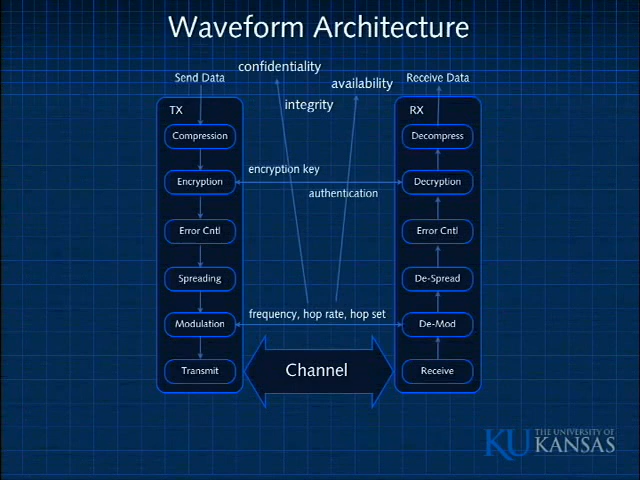 Waveform Architecture
confidentiality
Send Data
availability
Receive Data
integrity
TX
RX
Compression
Decompress
encryption key
Encryption
Decryption
authentication
Error Cntl
Error Cntl
Spreading
De-Spread
frequency, hop rate, hop set
Modulation
De-Mod
Transmit
Channel
Receive
KU THE UNIVERSITY OF
KANSAS